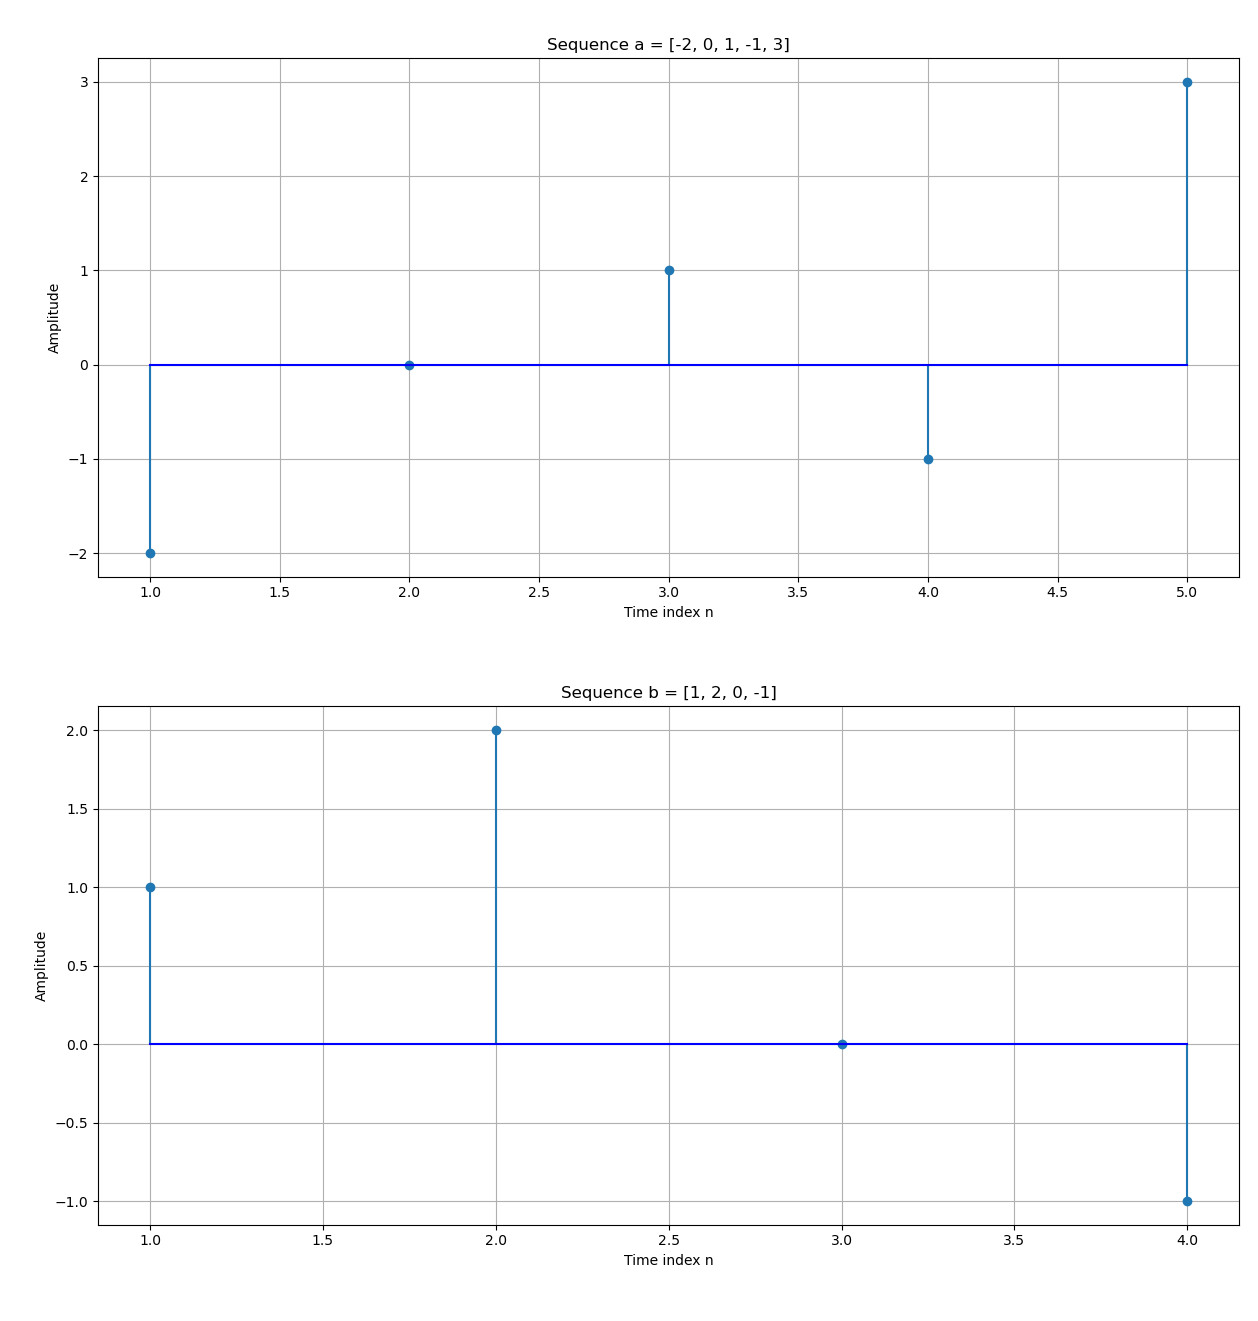 Sequence a = [-2, 0, 1, -1, 3]
3
2
1
0
−1
−2
Amplitude
1.0 1.5 2.0 2.5 3.0 3.5 4.0 4.5 5.0
Time index n
Sequence b = [1, 2, 0, -1]
2.0
1.5
1.0
0.5
0.0
−0.5
−1.0
Amplitude
1.0 1.5 2.0 2.5 3.0 3.5 4.0
Time index n